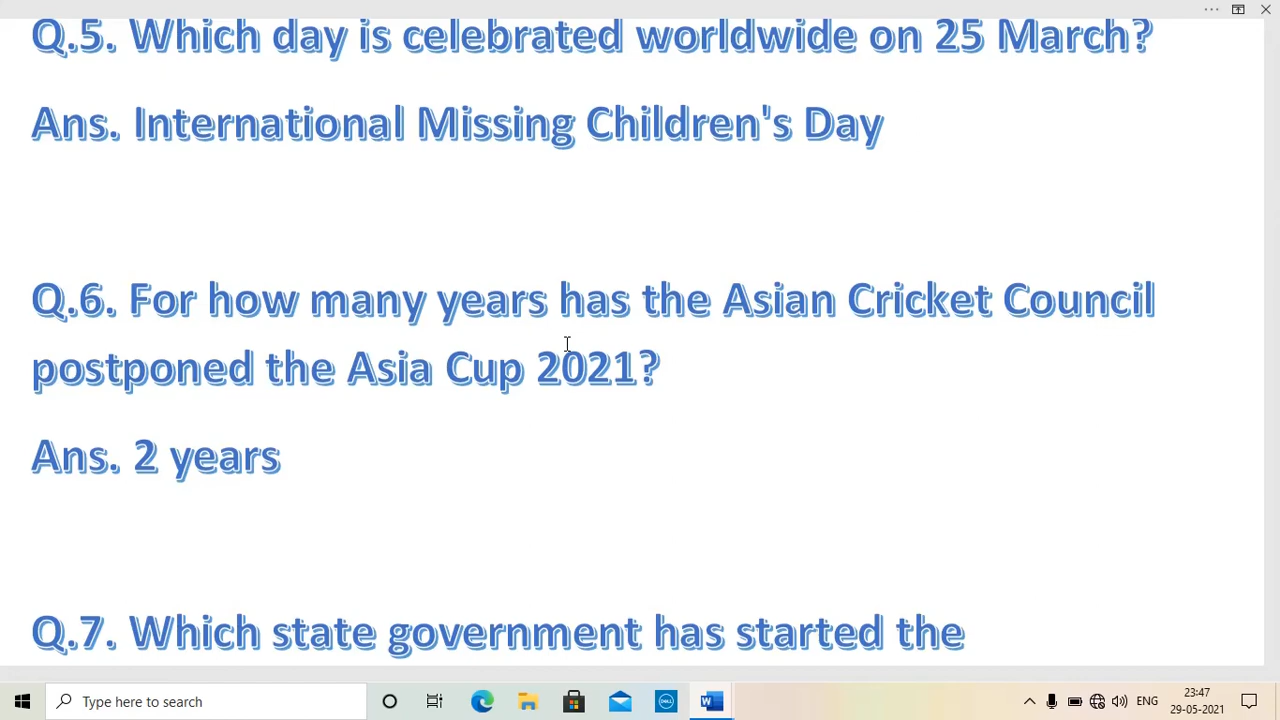 Q.5. Which day is celebrated worldwide on 25 March?
Ans. International Missing Children's Day
Q.6. For how many years has the Asian Cricket Council
postponed the Asia Cup 2021?
Ans. 2 years
Q.7. Which state government has started the
Type here to search
DELL
W
ENG
23:47
29-05-2021